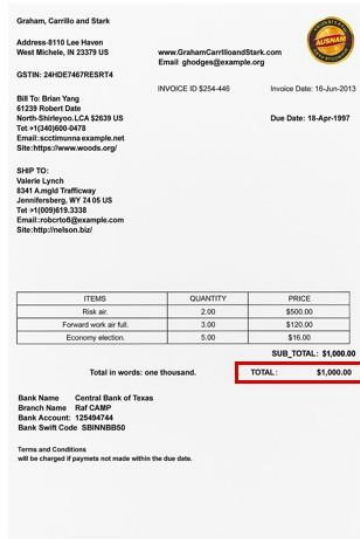 Graham, Carrillo and Stark
Address-8110 Lee Haven
West Michele, IN 23379 US
www.GrahamCarrilloandStark.com
Email ghodges@example.org
AUSNAM
GSTIN: 24HDE7467RESRT4
INVOICE ID $254-446 Invoice Date: 16-Jun-2013
Bill To: Brian Yang
61239 Robert Date
North-Shirleyoo.LCA $2639 US
Due Date: 18-Apr-1997
Tet +1(340)600-0478
Email:scctimunna example.net
Site:https://www.woods.org/
SHIP TO:
Valerie Lynch
8341 A.mgld Trafficway
Jennifersberg, WY 24 05 US
Tet >1(009)619.3338
Email:robcrto8@example.com
Site:http://nelson.biz/
ITEMS QUANTITY PRICE
Risk air. 2.00 $500.00
Forward work air full. 3.00 $120.00
Economy election. 5.00 $16.00
SUB_TOTAL: $1,000.00
Total in words: one thousand. TOTAL: $1,000.00
Bank Name Central Bank of Texas
Branch Name Raf CAMP
Bank Account: 125494744
Bank Swift Code SBINNBB50
Terms and Conditions
will be charged if paymets not made within the due date.